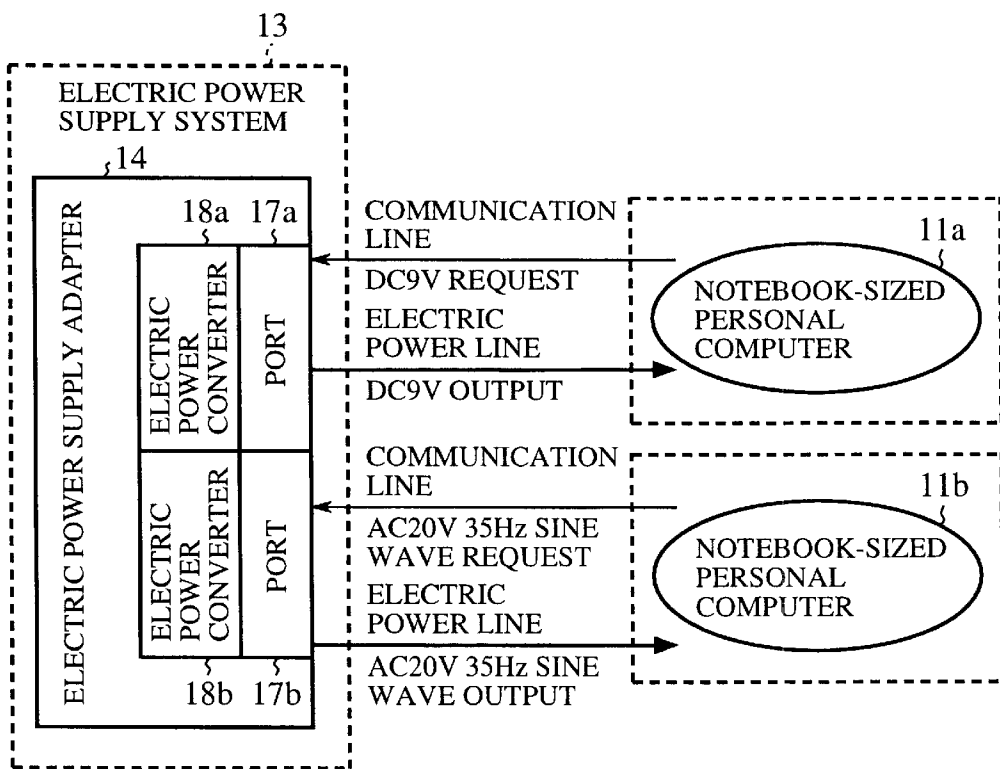 13
ELECTRIC POWER
SUPPLY SYSTEM
14
ELECTRIC POWER SUPPLY ADAPTER
18a
17a
ELECTRIC
POWER
CONVERTER
PORT
ELECTRIC
POWER
CONVERTER
PORT
18b
17b
COMMUNICATION
LINE
DC9V REQUEST
ELECTRIC
POWER LINE
DC9V OUTPUT
COMMUNICATION
LINE
AC20V 35Hz SINE
WAVE REQUEST
ELECTRIC
POWER LINE
AC20V 35Hz SINE
WAVE OUTPUT
11a
NOTEBOOK-SIZED
PERSONAL
COMPUTER
11b
NOTEBOOK-SIZED
PERSONAL
COMPUTER